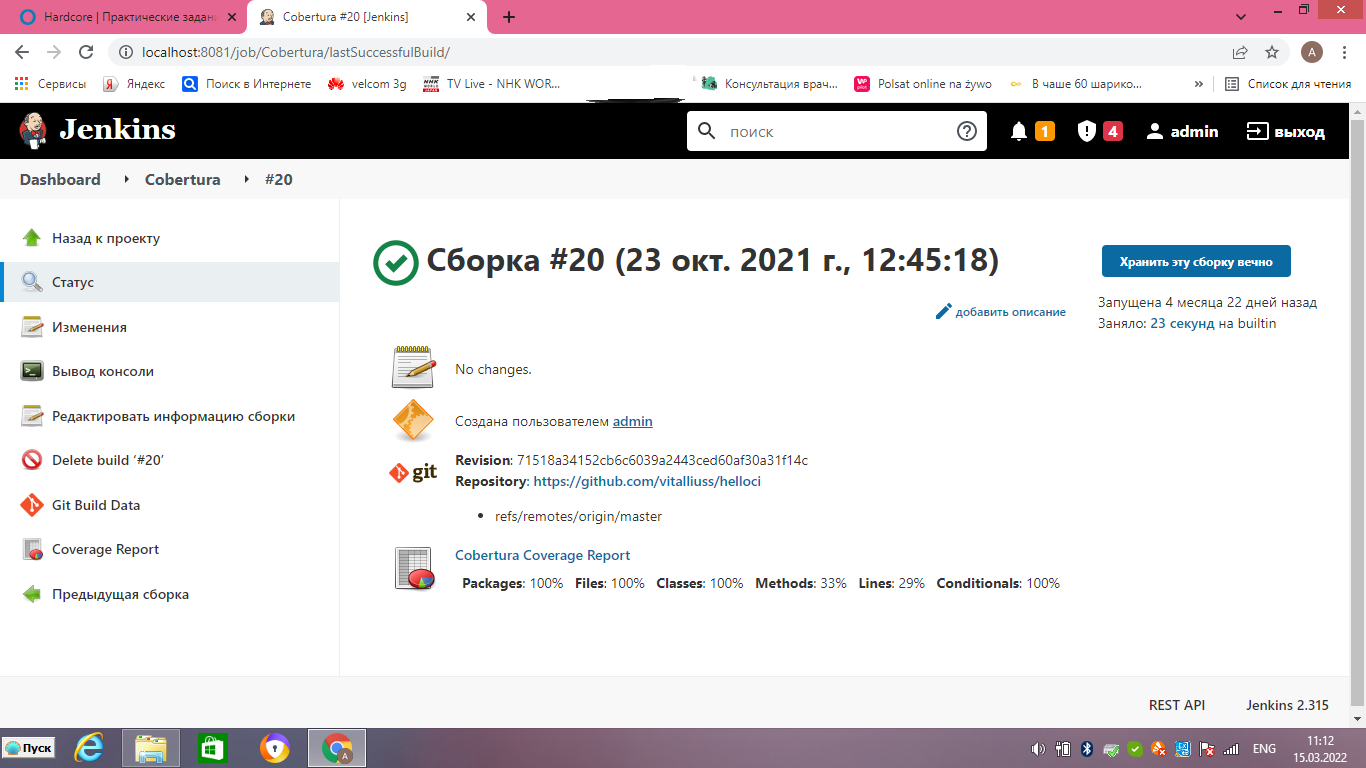 Hardcore | Практические задани
Cobertura #20 [Jenkins]
localhost:8081/job/Cobertura/lastSuccessfulBuild/
A
Сервисы
Яндекс
Поиск в Интернете
velcom 3g
TV Live - NHK WOR...
Консультация врач...
Polsat online na żywo
В чаше 60 шарико...
»
Список для чтения
Jenkins
поиск
1
4
admin
выход
Dashboard
Cobertura
#20
Назад к проекту
Статус
Изменения
Вывод консоли
Редактировать информацию сборки
Delete build ‘#20’
Git Build Data
Coverage Report
Предыдущая сборка
Сборка #20 (23 окт. 2021 г., 12:45:18)
Хранить эту сборку вечно
добавить описание
Запущена 4 месяца 22 дней назад
Заняло: 23 секунд на builtin
No changes.
Создана пользователем admin
git
Revision: 71518a34152cb6c6039a2443ced60af30a31f14c
Repository: https://github.com/vitalliuss/helloci
• refs/remotes/origin/master
Cobertura Coverage Report
Packages: 100% Files: 100% Classes: 100% Methods: 33% Lines: 29% Conditionals: 100%
REST API
Jenkins 2.315
Пуск
A
ENG
11:12
15.03.2022